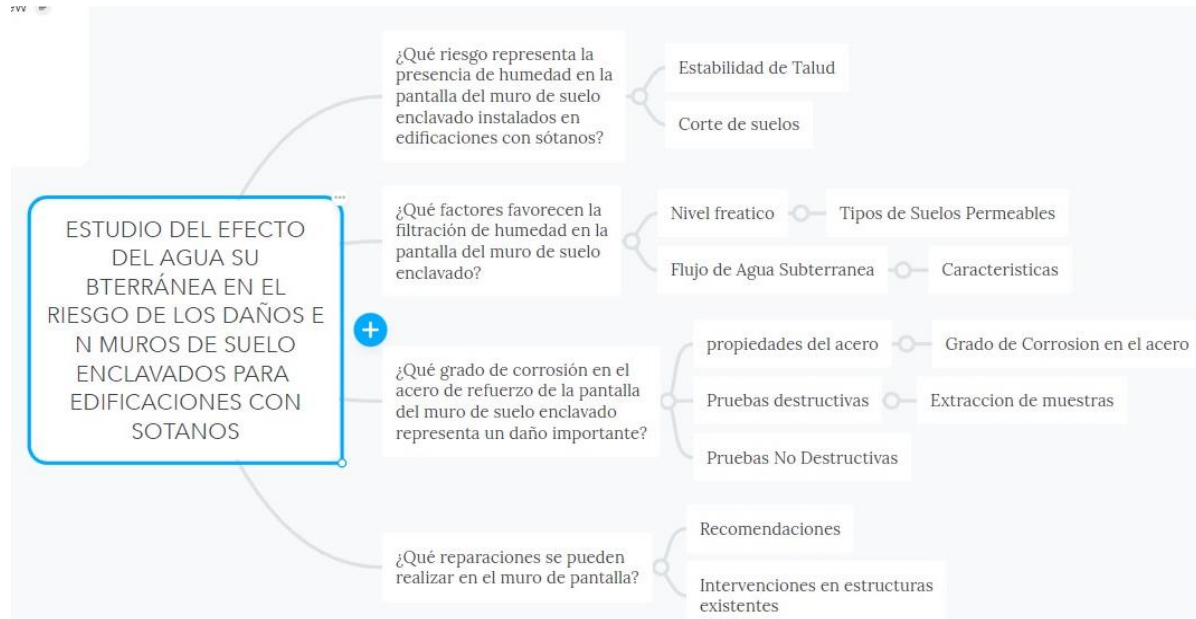 ESTUDIO DEL EFECTO
DEL AGUA SU
BTERRÁNEA EN EL
RIESGO DE LOS DAÑOS E
N MUROS DE SUELO
ENCLAVADOS PARA
EDIFICACIONES CON
SOTANOS
¿Qué riesgo representa la
presencia de humedad en la
pantalla del muro de suelo
enclavado instalados en
edificaciones con sótanos?
Estabilidad de Talud
Corte de suelos
¿Qué factores favorecen la
filtración de humedad en la
pantalla del muro de suelo
enclavado?
Nivel freatico
Tipos de Suelos Permeables
Flujo de Agua Subterranea
Caracteristicas
¿Qué grado de corrosión en el
acero de refuerzo de la pantalla
del muro de suelo enclavado
representa un daño importante?
propiedades del acero
Grado de Corrosion en el acero
Pruebas destructivas
Extraccion de muestras
Pruebas No Destructivas
¿Qué reparaciones se pueden
realizar en el muro de pantalla?
Recomendaciones
Intervenciones en estructuras
existentes